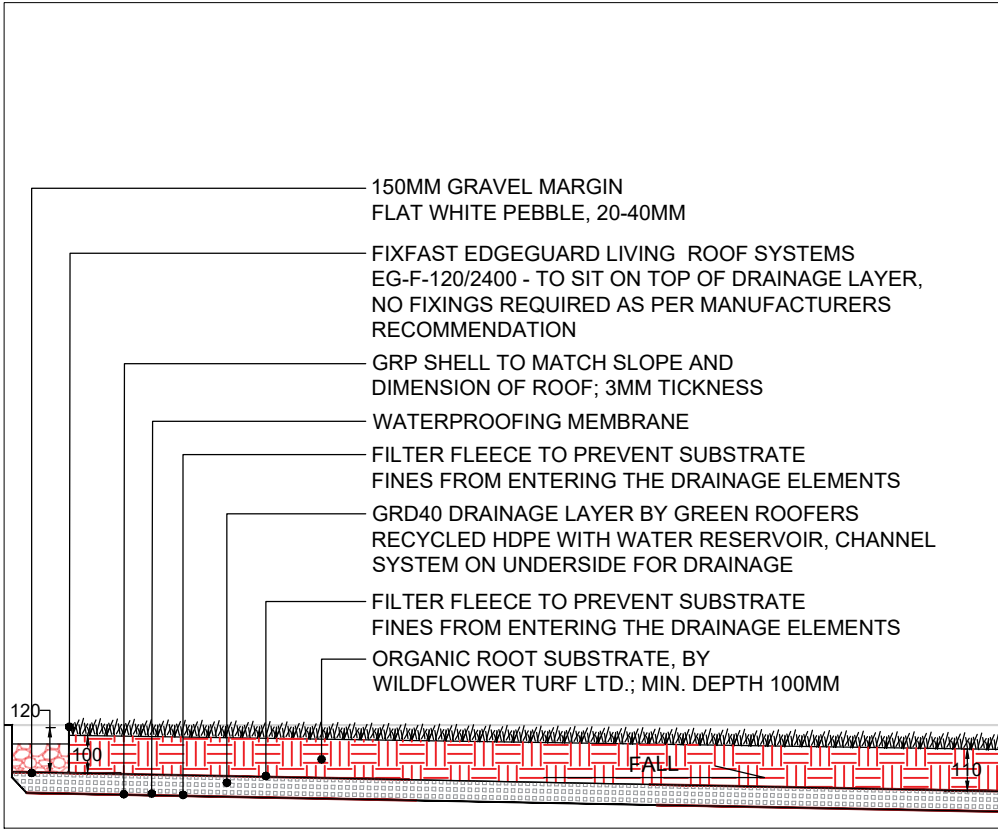 150MM GRAVEL MARGIN
FLAT WHITE PEBBLE, 20-40MM
FIXFAST EDGEGUARD LIVING ROOF SYSTEMS
EG-F-120/2400 - TO SIT ON TOP OF DRAINAGE LAYER,
NO FIXINGS REQUIRED AS PER MANUFACTURERS
RECOMMENDATION
GRP SHELL TO MATCH SLOPE AND
DIMENSION OF ROOF; 3MM TICKNESS
WATERPROOFING MEMBRANE
FILTER FLEECE TO PREVENT SUBSTRATE
FINES FROM ENTERING THE DRAINAGE ELEMENTS
GRD40 DRAINAGE LAYER BY GREEN ROOFERS
RECYCLED HDPE WITH WATER RESERVOIR, CHANNEL
SYSTEM ON UNDERSIDE FOR DRAINAGE
FILTER FLEECE TO PREVENT SUBSTRATE
FINES FROM ENTERING THE DRAINAGE ELEMENTS
ORGANIC ROOT SUBSTRATE, BY
WILDFLOWER TURF LTD.; MIN. DEPTH 100MM
120
100
FALL
110